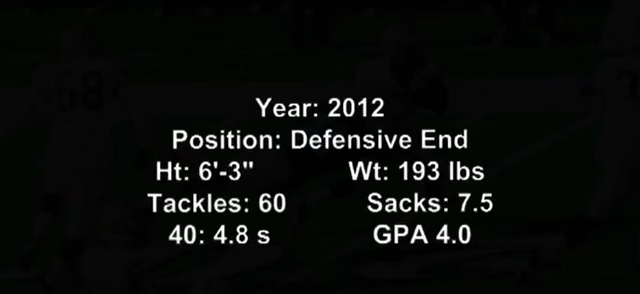 Year: 2012
Position: Defensive End
Ht: 6'-3" Wt: 193 lbs
Tackles: 60 Sacks: 7.5
40: 4.8 s GPA 4.0